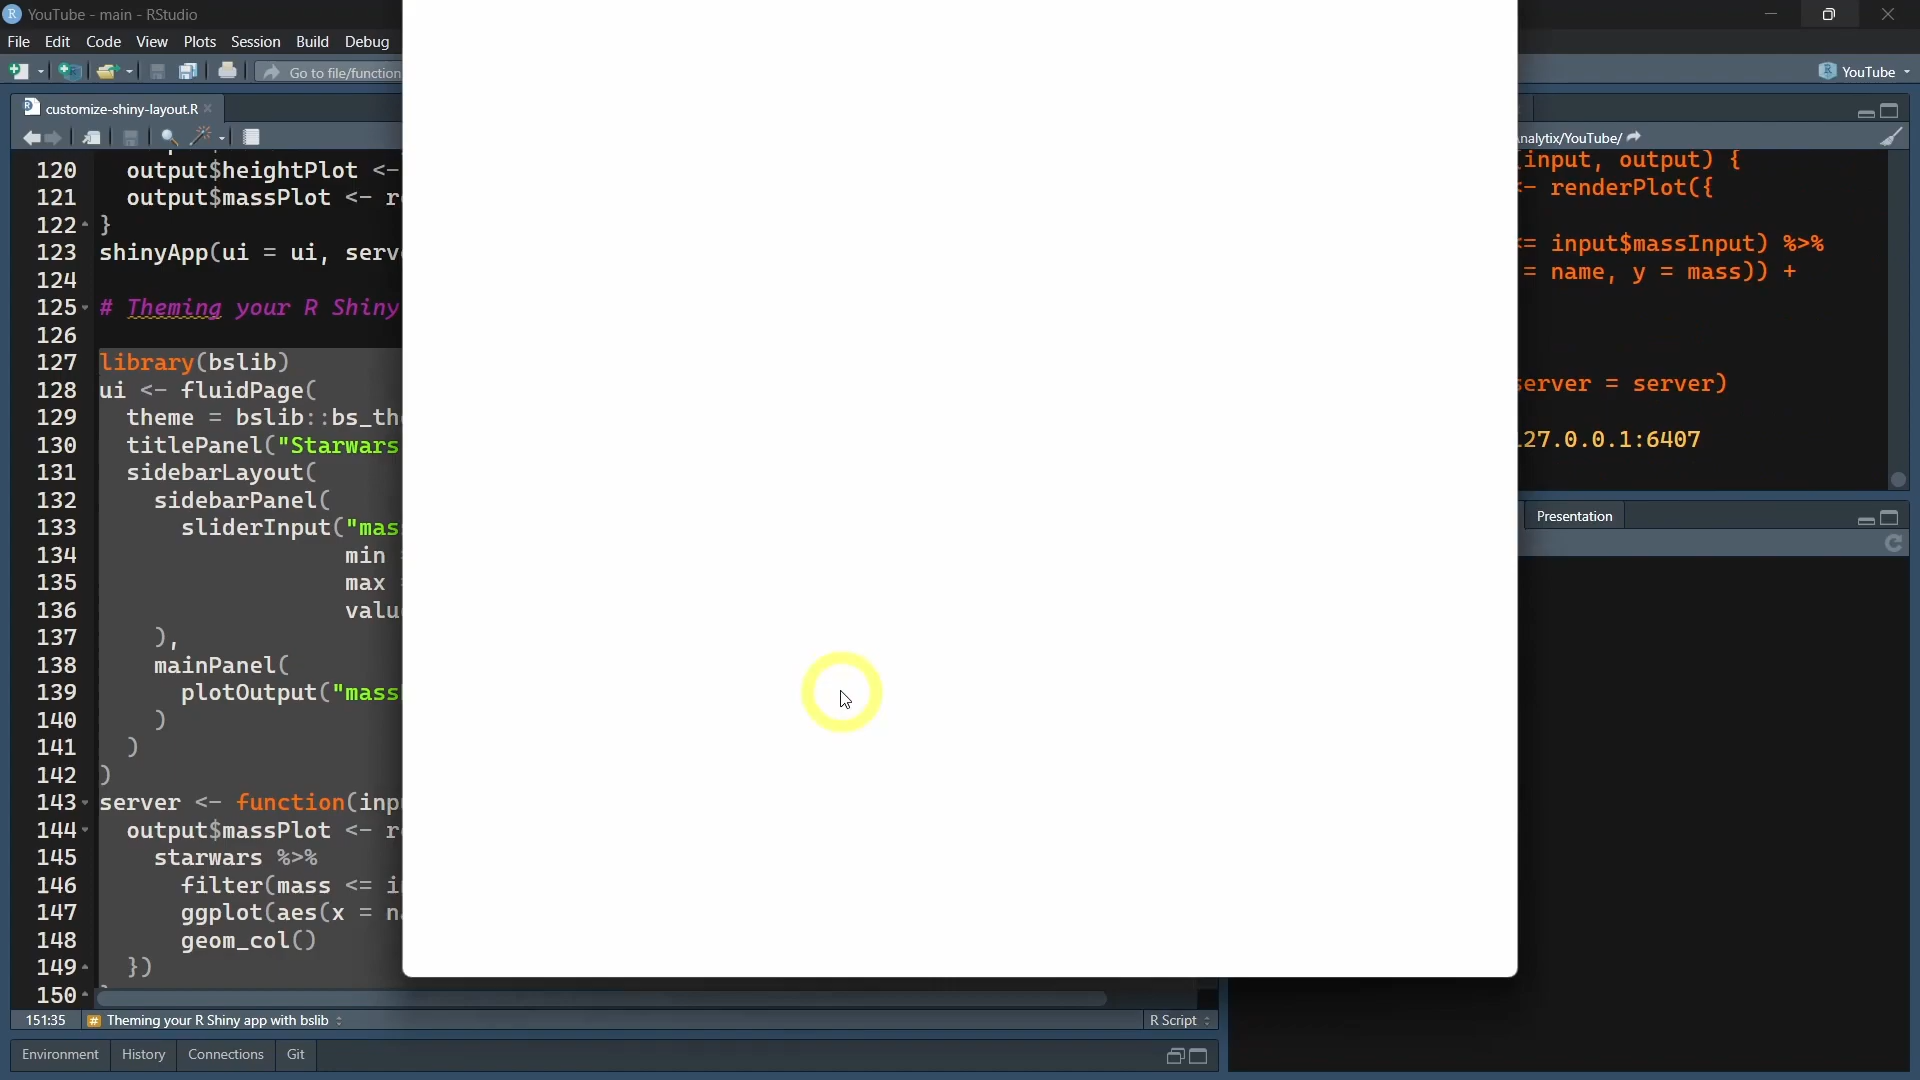 YouTube - main - RStudio
File Edit Code View Plots Session Build Debug
Go to file/function
YouTube
customize-shiny-layout.R
120 output$heightPlot <-
121 output$massPlot <- r
122 }
123 shinyApp(ui = ui, serv
124
125 # Theming your R Shiny
126
127 library(bslib)
128 ui <- fluidPage(
129 theme = bslib::bs_th
130 titlePanel("Starwars
131 sidebarLayout(
132 sidebarPanel(
133 sliderInput("mas
134 min
135 max
136 valu
137 ),
138 mainPanel(
139 plotOutput("mass
140 )
141 )
142 )
143 server <- function(inp
144 output$massPlot <- r
145 starwars %>%
146 filter(mass <= i
147 ggplot(aes(x = n
148 geom_col()
149 })
150
151:35 # Theming your R Shiny app with bslib R Script
Environment History Connections Git
nalytix/YouTube/
(input, output) {
<- renderPlot({
<= input$massInput) %>%
= name, y = mass)) +
server = server)
127.0.0.1:6407
Presentation